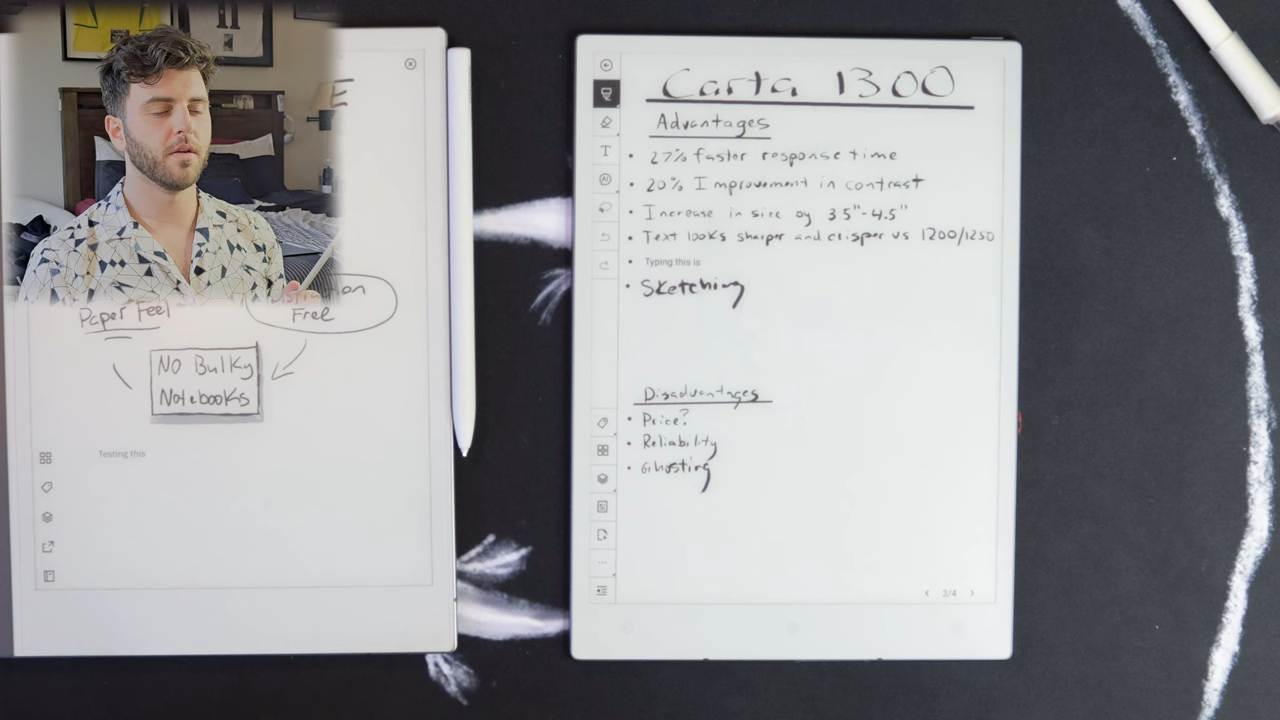 E
Paper Feel
Free
NO Bulky
Notebooks
Testing this
Carta 1300
Advantages
• 27% faster response time
• 20% Improvement in contrast
• Increase in size by 3.5"-4.5"
• Text looks sharper and crisper vs 1200/1250
• Typing this is
• Sketching
Disadvantages
• Price?
• Reliability
• Ghosting
T
AI
3/4
11